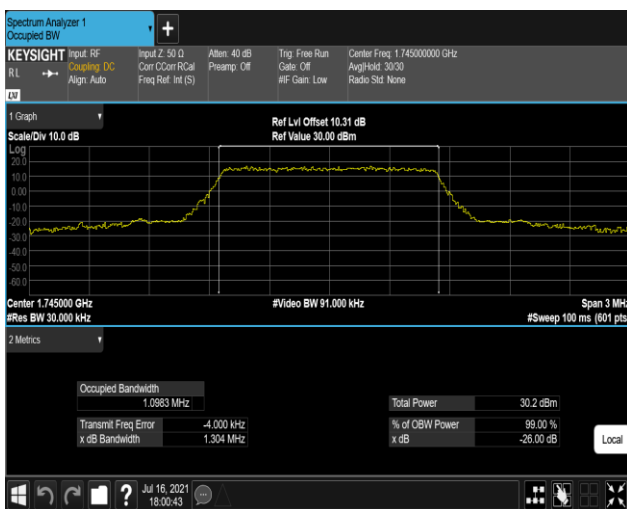 Spectrum Analyzer 1
Occupied BW
KEYSIGHT
RL
LXI
Input: RF
Coupling: DC
Align: Auto
Input Z: 50 Ω
Corr CCorr RCal
Freq Ref: Int (S)
Atten: 40 dB
Preamp: Off
Trig: Free Run
Gate: Off
#IF Gain: Low
Center Freq: 1.745000000 GHz
Avg|Hold: 30/30
Radio Std: None
1 Graph
Scale/Div 10.0 dB
Ref Lvl Offset 10.31 dB
Ref Value 30.00 dBm
Log
20.0
10.0
0.00
-10.0
-20.0
-30.0
-40.0
-50.0
-60.0
Center 1.745000 GHz
#Video BW 91.000 kHz
Span 3 MHz
#Res BW 30.000 kHz
#Sweep 100 ms (601 pts
2 Metrics
Occupied Bandwidth
1.0983 MHz
Total Power 30.2 dBm
Transmit Freq Error -4.000 kHz
% of OBW Power 99.00 %
x dB Bandwidth 1.304 MHz
x dB -26.00 dB
Local
?
Jul 16, 2021
18:00:43